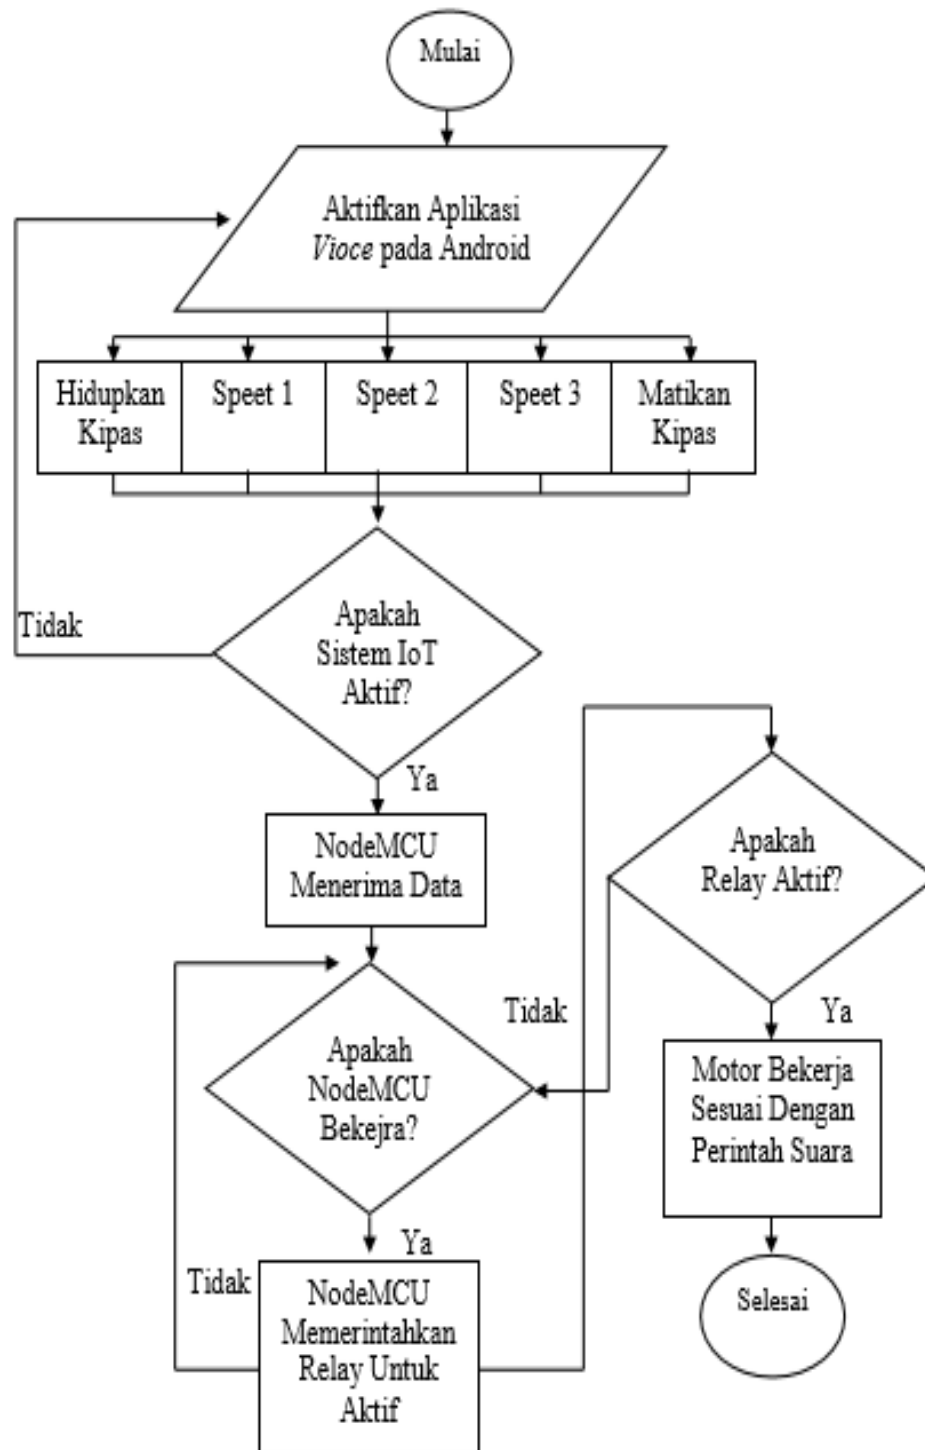 Mulai
Aktifkan Aplikasi
Vioce pada Android
Hidupkan
Kipas
Speet 1
Speet 2
Speet 3
Matikan
Kipas
Apakah
Sistem IoT
Aktif?
Tidak
Ya
NodeMCU
Menerima Data
Apakah
NodeMCU
Bekejra?
Ya
Tidak
NodeMCU
Memerintahkan
Relay Untuk
Aktif
Apakah
Relay Aktif?
Tidak
Ya
Motor Bekerja
Sesuai Dengan
Perintah Suara
Selesai